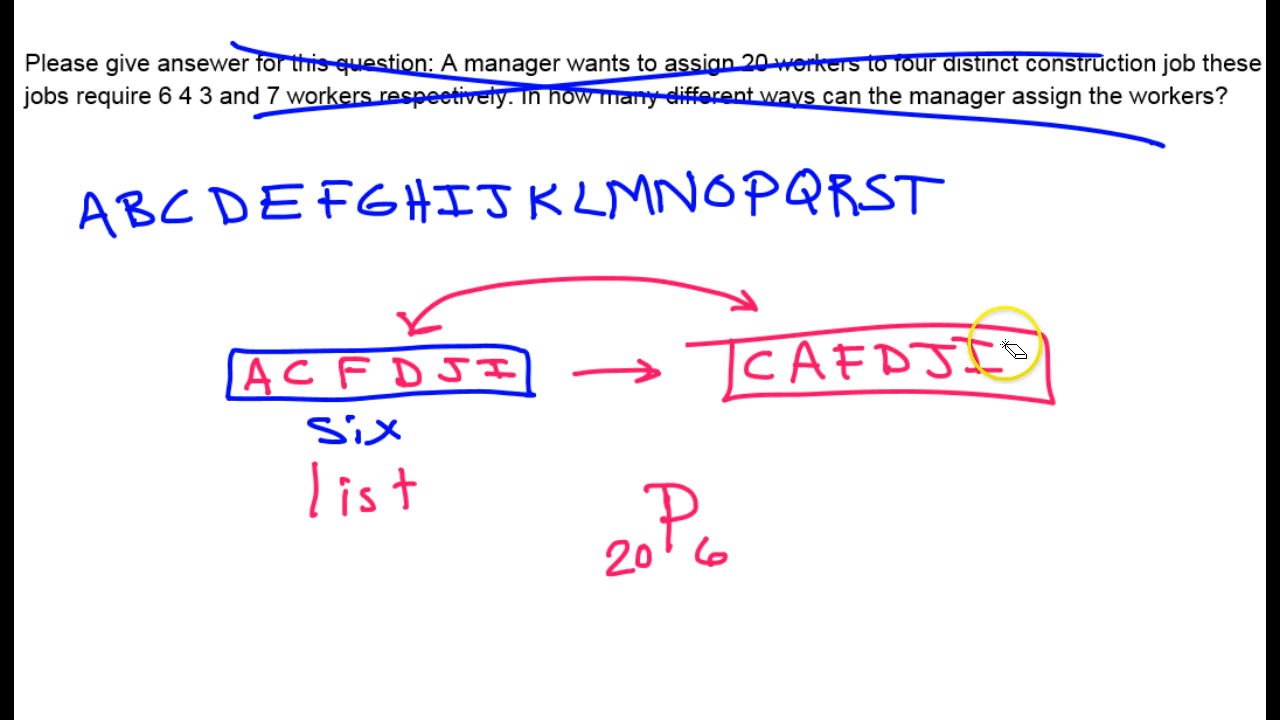 Please give ansewer for this question: A manager wants to assign 20 workers to four distinct construction job these
jobs require 6 4 3 and 7 workers respectively. In how many different ways can the manager assign the workers?
ABCDEFGHIJKLMNOPQRST
ACFDJI → CAFDJI
six
list
20P6